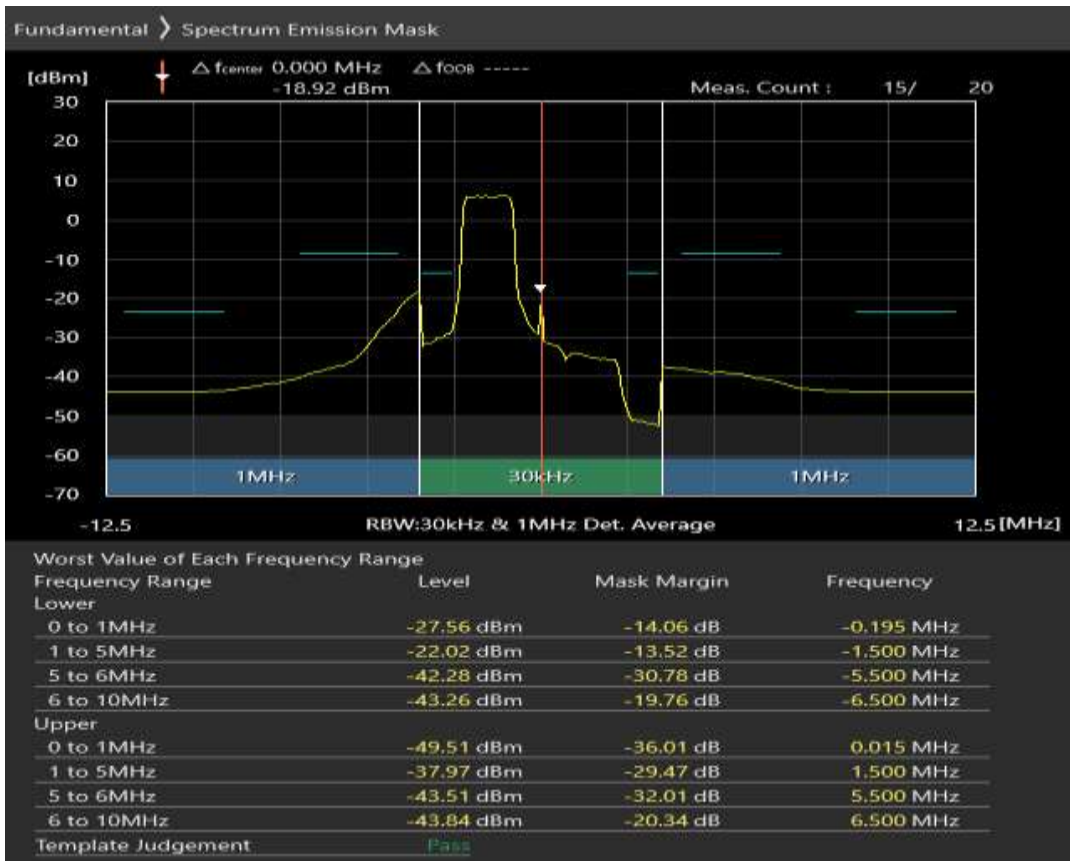 Fundamental ❯ Spectrum Emission Mask
[dBm] △ fcenter 0.000 MHz △ fOOB -----
-18.92 dBm Meas. Count : 15/ 20
30
20
10
0
-10
-20
-30
-40
-50
-60
-70
1MHz 30kHz 1MHz
-12.5 RBW:30kHz & 1MHz Det. Average 12.5 [MHz]
Worst Value of Each Frequency Range
Frequency Range Level Mask Margin Frequency
Lower
0 to 1MHz -27.56 dBm -14.06 dB -0.195 MHz
1 to 5MHz -22.02 dBm -13.52 dB -1.500 MHz
5 to 6MHz -42.28 dBm -30.78 dB -5.500 MHz
6 to 10MHz -43.26 dBm -19.76 dB -6.500 MHz
Upper
0 to 1MHz -49.51 dBm -36.01 dB 0.015 MHz
1 to 5MHz -37.97 dBm -29.47 dB 1.500 MHz
5 to 6MHz -43.51 dBm -32.01 dB 5.500 MHz
6 to 10MHz -43.84 dBm -20.34 dB 6.500 MHz
Template Judgement Pass